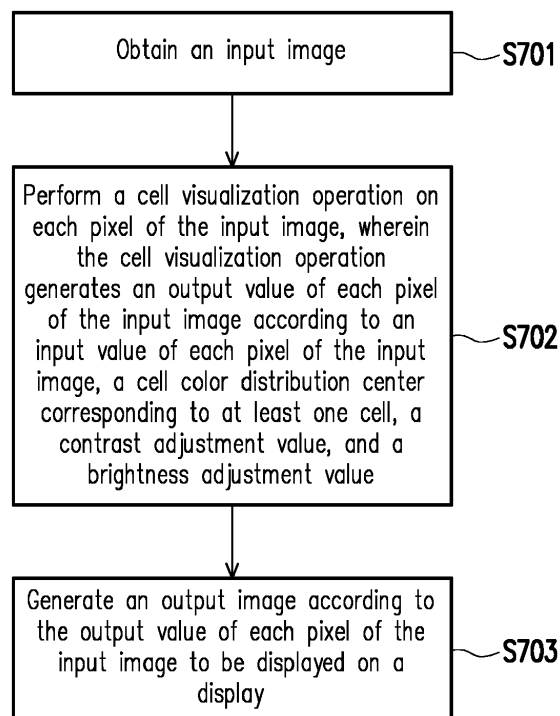 Obtain an input image
S701
Perform a cell visualization operation on
each pixel of the input image, wherein
the cell visualization operation
generates an output value of each pixel
of the input image according to an
input value of each pixel of the input
image, a cell color distribution center
corresponding to at least one cell, a
contrast adjustment value, and a
brightness adjustment value
S702
Generate an output image according to
the output value of each pixel of the
input image to be displayed on a
display
S703